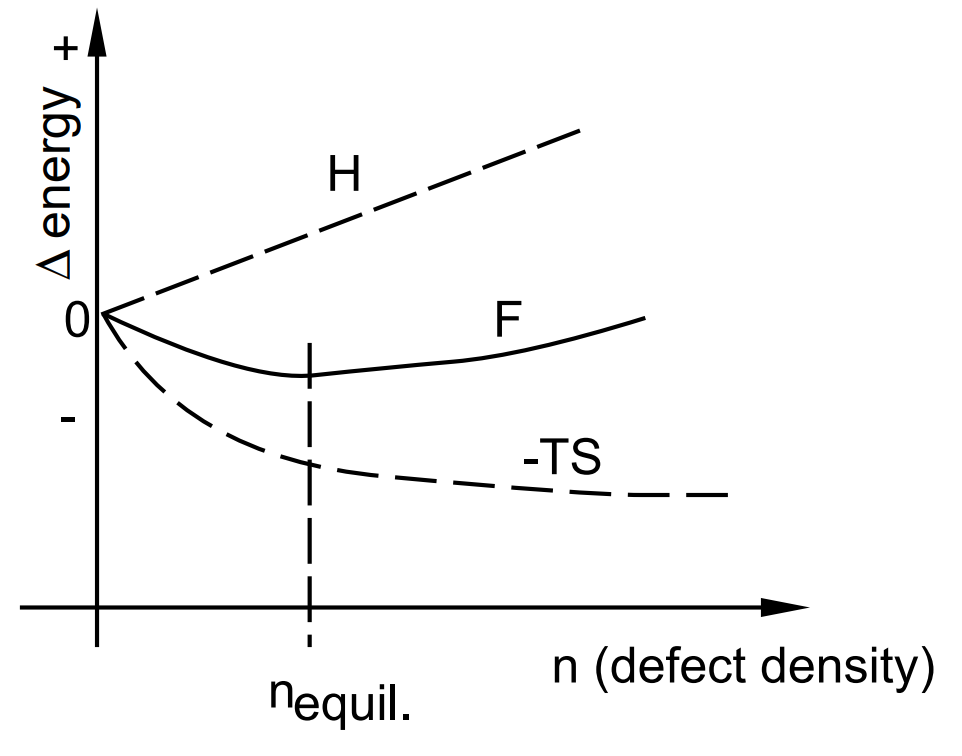 +
Δ energy
H
0
F
-
-TS
n (defect density)
nequil.